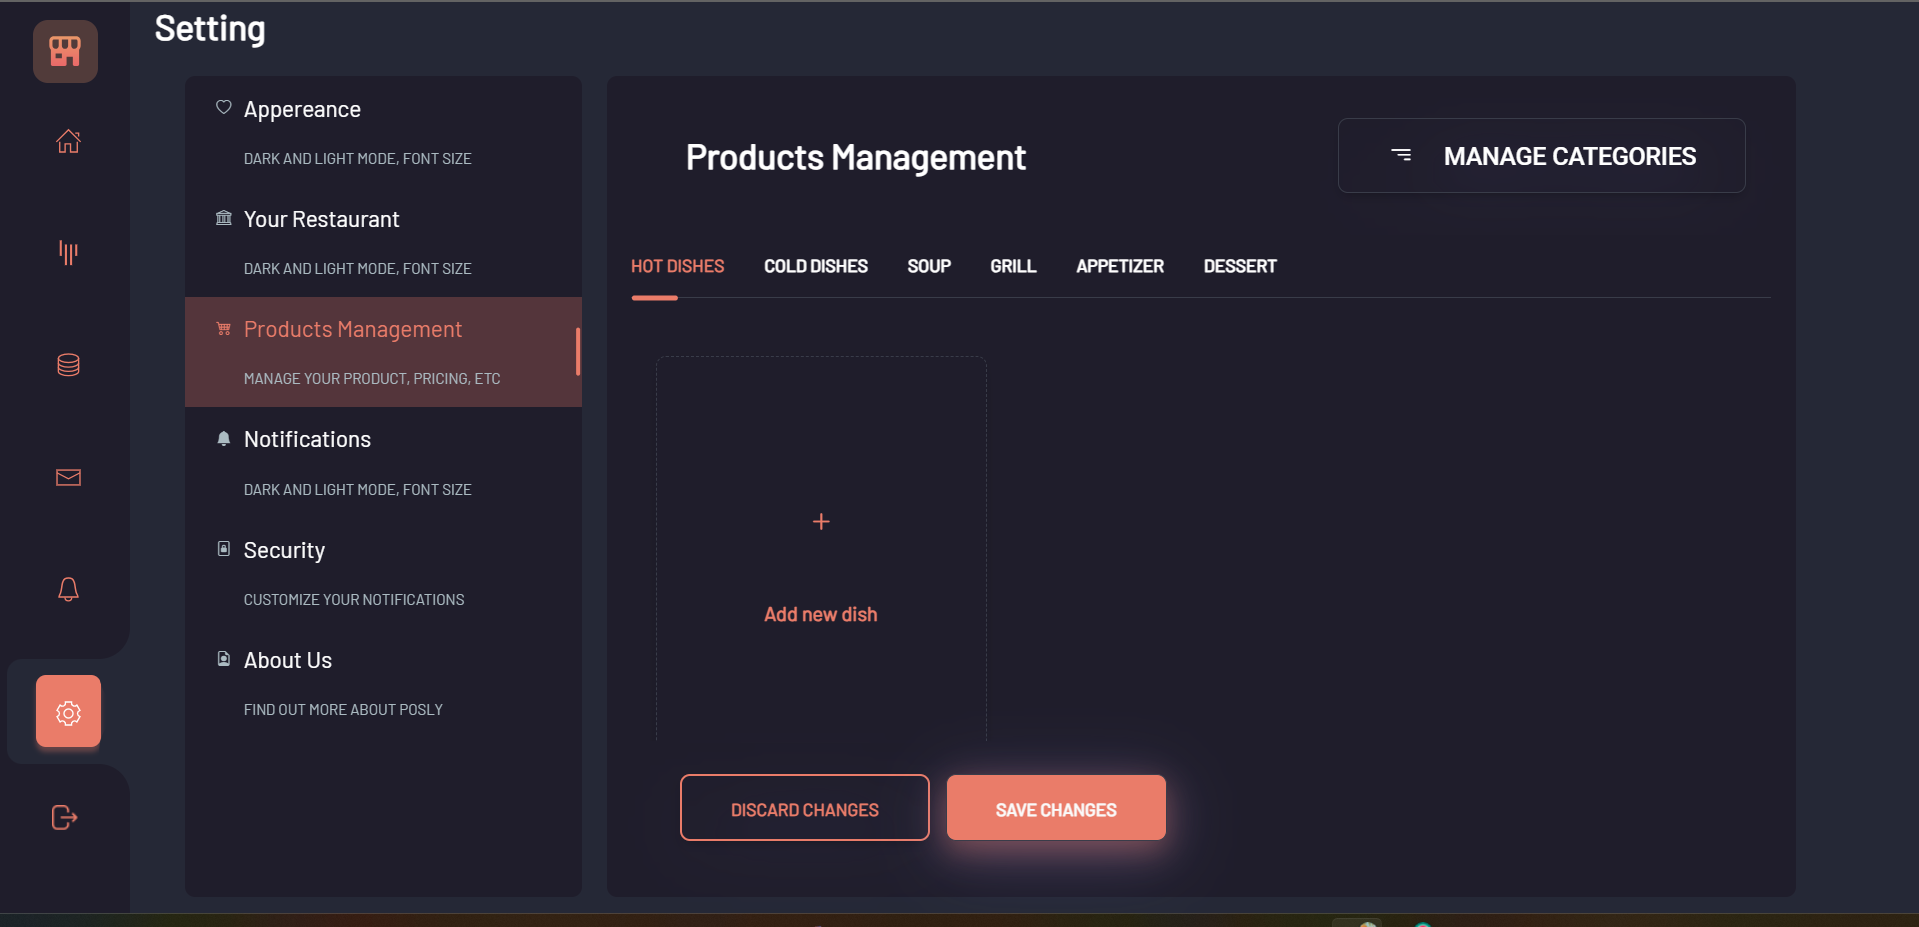 Setting
Appereance
DARK AND LIGHT MODE, FONT SIZE
Your Restaurant
DARK AND LIGHT MODE, FONT SIZE
Products Management
MANAGE YOUR PRODUCT, PRICING, ETC
Notifications
DARK AND LIGHT MODE, FONT SIZE
Security
CUSTOMIZE YOUR NOTIFICATIONS
About Us
FIND OUT MORE ABOUT POSLY
Products Management
MANAGE CATEGORIES
HOT DISHES COLD DISHES SOUP GRILL APPETIZER DESSERT
+
Add new dish
DISCARD CHANGES SAVE CHANGES